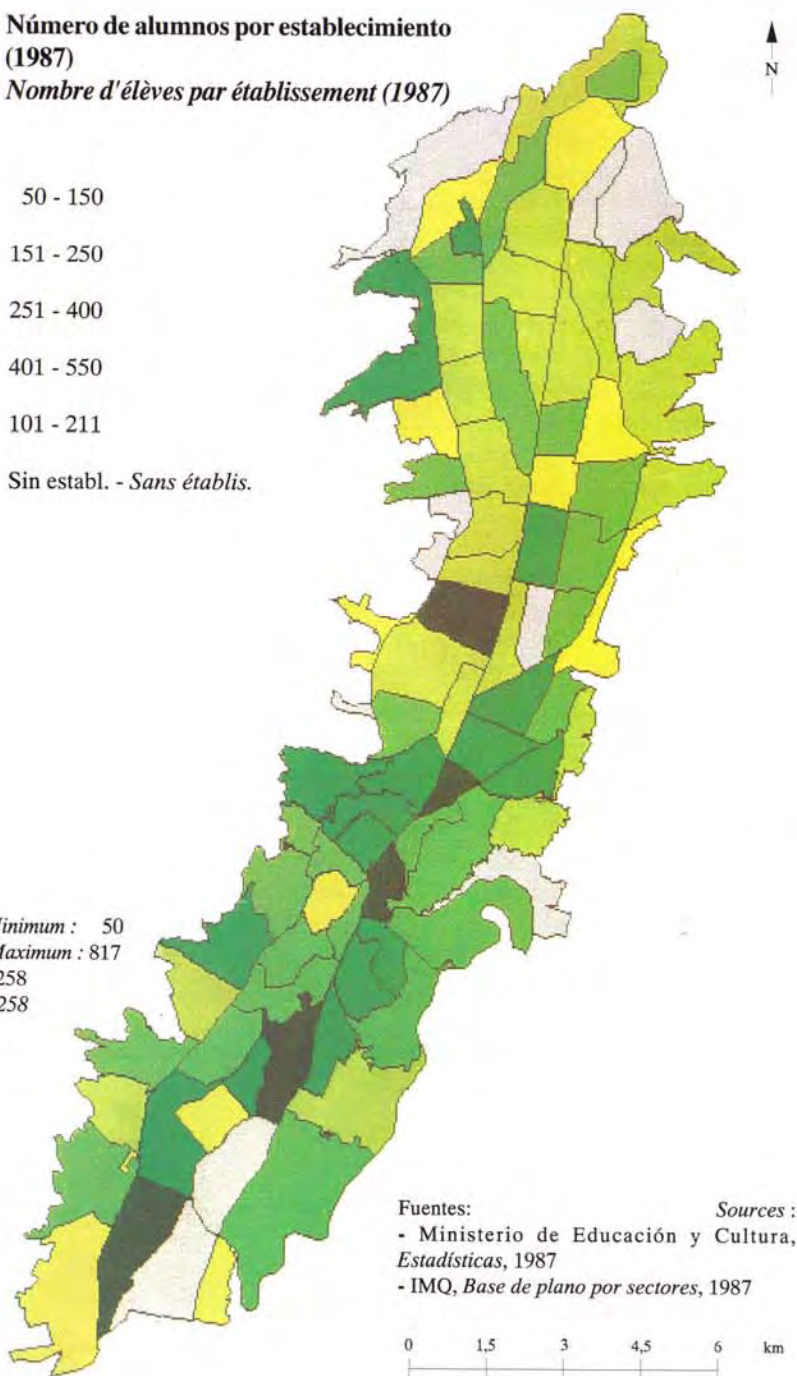 Número de alumnos por establecimiento
(1987)
Nombre d'élèves par établissement (1987)
N
50 - 150
151 - 250
251 - 400
401 - 550
101 - 211
Sin establ. - Sans établis.
inimum : 50
aximum : 817
258
258
Fuentes: Sources :
- Ministerio de Educación y Cultura,
Estadísticas, 1987
- IMQ, Base de plano por sectores, 1987
0 1,5 3 4,5 6 km